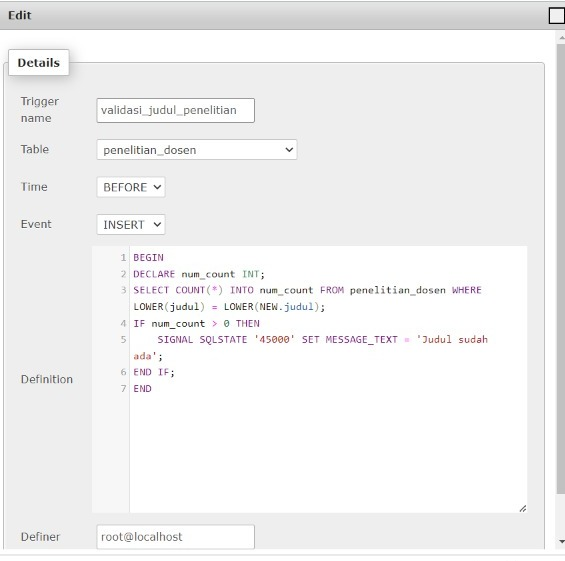 Edit
Details
Trigger
name
validasi_judul_penelitian
Table
penelitian_dosen
Time
BEFORE
Event
INSERT
Definition
1 BEGIN
2 DECLARE num_count INT;
3 SELECT COUNT(*) INTO num_count FROM penelitian_dosen WHERE
LOWER(judul) = LOWER(NEW.judul);
4 IF num_count > 0 THEN
5 SIGNAL SQLSTATE '45000' SET MESSAGE_TEXT = 'Judul sudah
ada';
6 END IF;
7 END
Definer
root@localhost